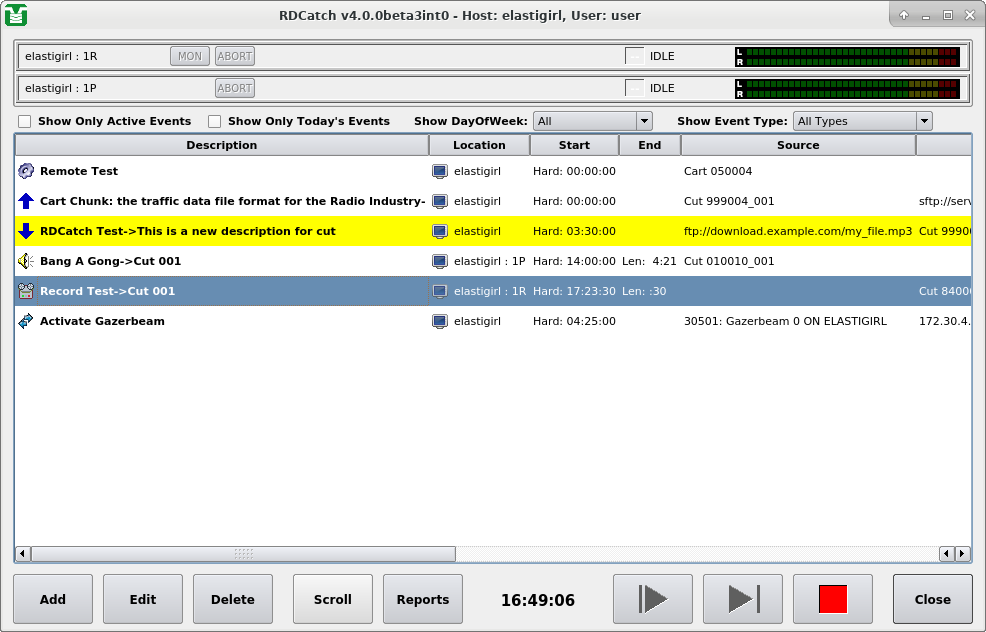 RDCatch v4.0.0beta3int0 - Host: elastigirl, User: user
elastigirl : 1R MON ABORT -- IDLE L R
elastigirl : 1P ABORT -- IDLE L R
Show Only Active Events Show Only Today's Events Show DayOfWeek: All Show Event Type: All Types
Description Location Start End Source
Remote Test elastigirl Hard: 00:00:00 Cart 050004
Cart Chunk: the traffic data file format for the Radio Industry- elastigirl Hard: 00:00:00 Cut 999004_001 sftp://serv
RDCatch Test->This is a new description for cut elastigirl Hard: 03:30:00 ftp://download.example.com/my_file.mp3 Cut 9990
Bang A Gong->Cut 001 elastigirl : 1P Hard: 14:00:00 Len: 4:21 Cut 010010_001
Record Test->Cut 001 elastigirl : 1R Hard: 17:23:30 Len: :30 Cut 8400
Activate Gazerbeam elastigirl Hard: 04:25:00 30501: Gazerbeam 0 ON ELASTIGIRL 172.30.4.
Add Edit Delete Scroll Reports 16:49:06 Close